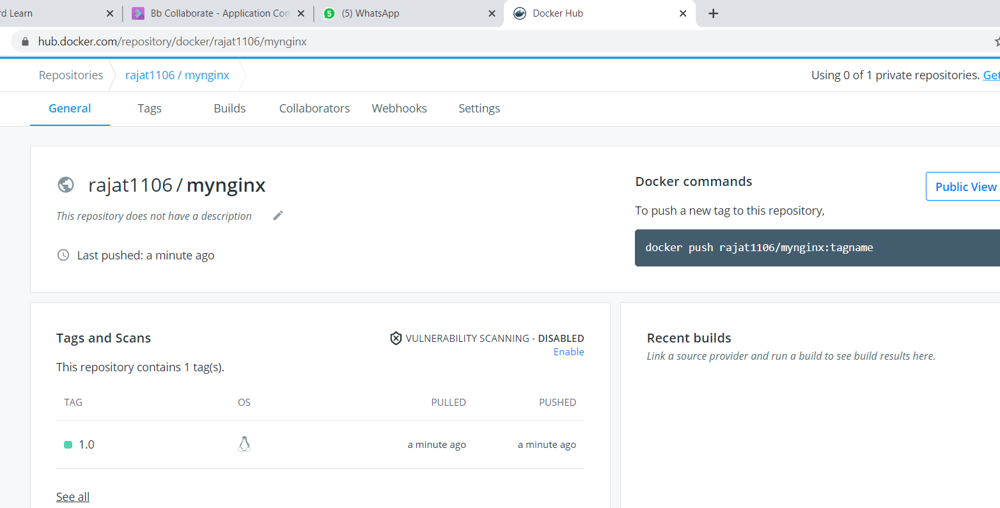 rd Learn
Bb Collaborate - Application Con
5
(5) WhatsApp
Docker Hub
hub.docker.com/repository/docker/rajat1106/mynginx
Repositories
rajat1106 / mynginx
Using 0 of 1 private repositories. Get
General
Tags
Builds
Collaborators
Webhooks
Settings
rajat1106 / mynginx
This repository does not have a description
Last pushed: a minute ago
Docker commands
Public View
To push a new tag to this repository,
docker push rajat1106/mynginx:tagname
Tags and Scans
VULNERABILITY SCANNING - DISABLED
Enable
This repository contains 1 tag(s).
TAG
OS
PULLED
PUSHED
1.0
a minute ago
a minute ago
See all
Recent builds
Link a source provider and run a build to see build results here.